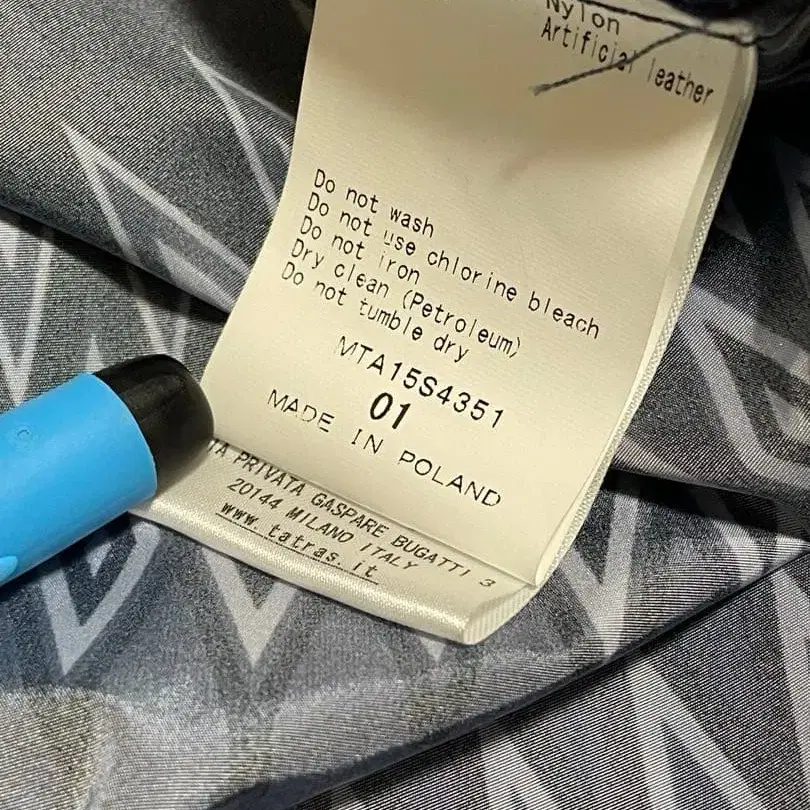 Nylon
Artificial leather
Do not wash
Do not use chlorine bleach
Do not iron
Dry clean (Petroleum)
Do not tumble dry
MTA15S4351
01
MADE IN POLAND
PRIVATA GASPARE BUGATTI 3
20144 MILANO ITALY
www.tatras.it